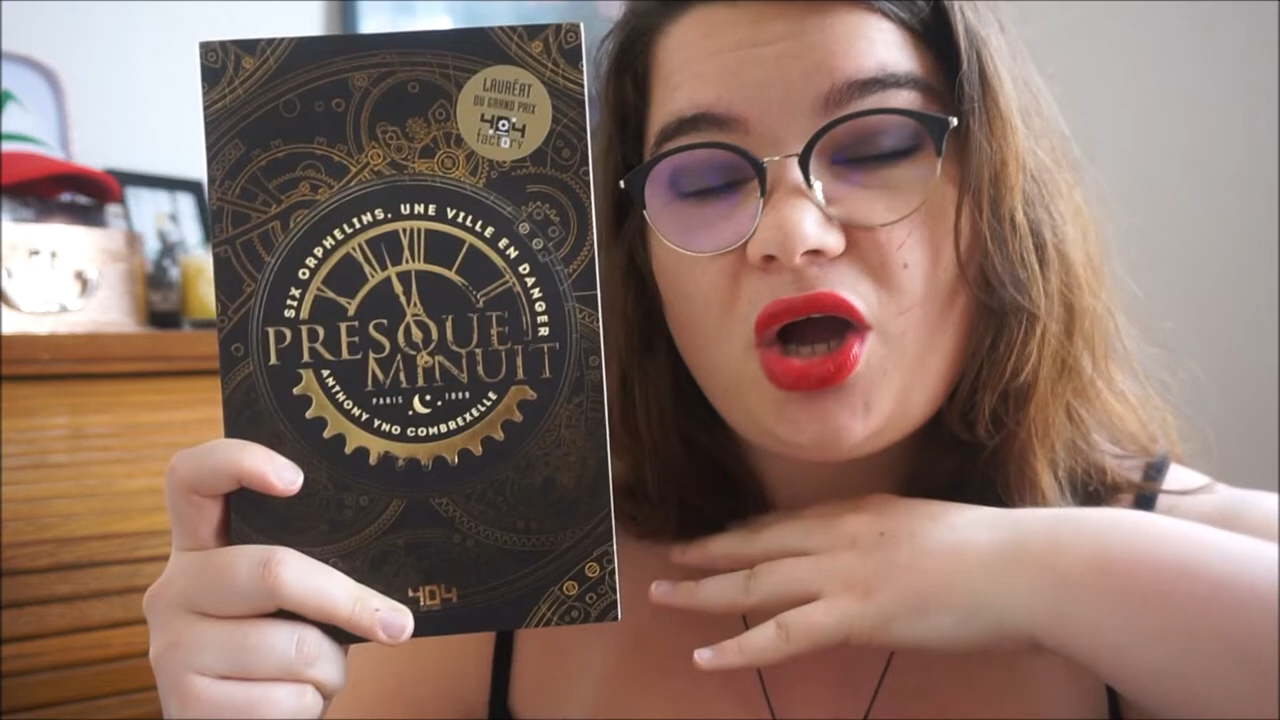 LAURÉAT
DU GRAND PRIX
404
factory
SIX ORPHELINS, UNE VILLE EN DANGER
PRESQUE
MINUIT
PARIS 1889
ANTHONY YNO COMBREXELLE
404